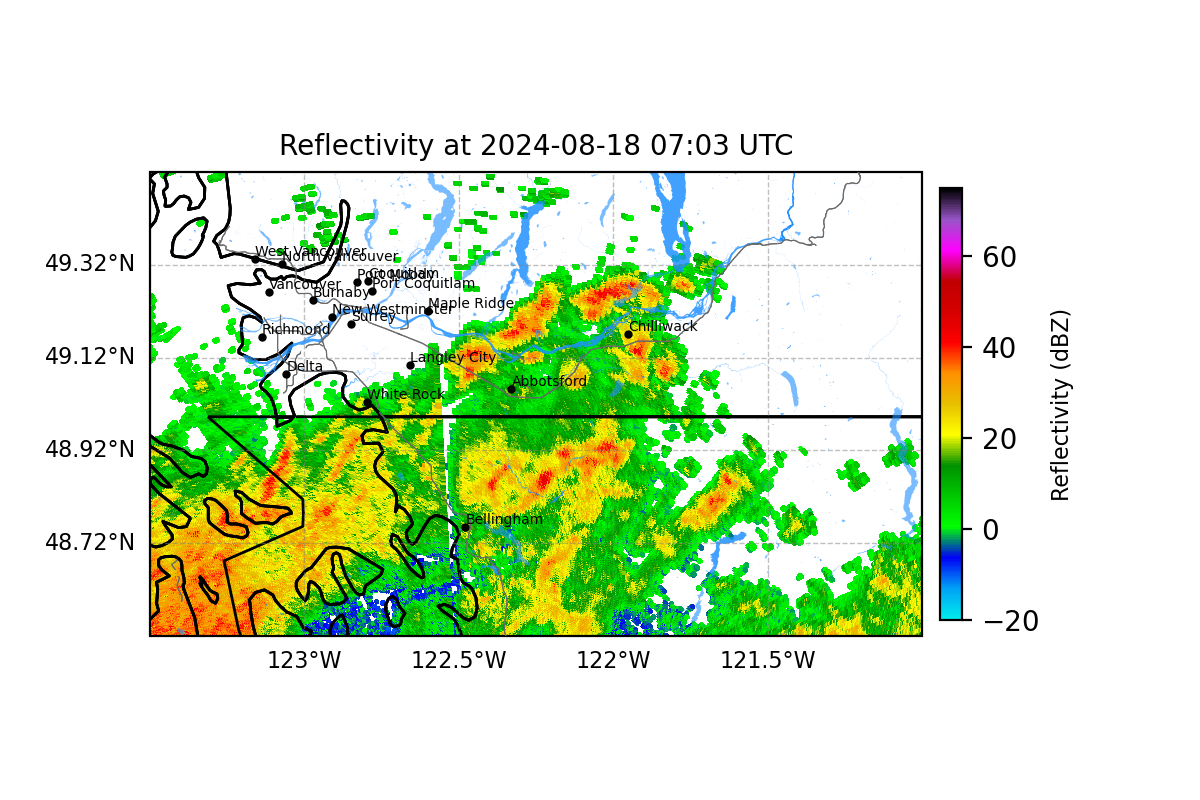 Reflectivity at 2024-08-18 07:03 UTC
49.32°N
49.12°N
48.92°N
48.72°N
West Vancouver
North Vancouver
Port Moody
Coquitlam
Vancouver
Port Coquitlam
Burnaby
Maple Ridge
New Westminster
Surrey
Richmond
Chilliwack
Langley City
Delta
Abbotsford
White Rock
Bellingham
123°W
122.5°W
122°W
121.5°W
60
40
20
0
−20
Reflectivity (dBZ)